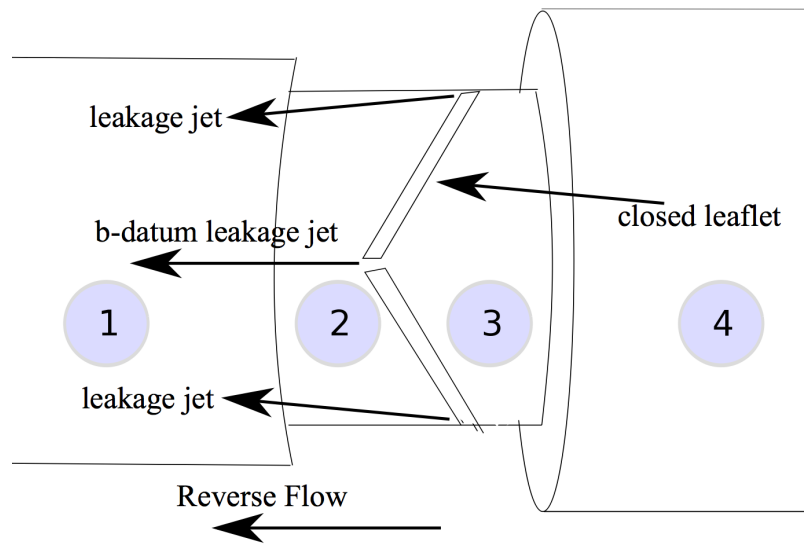 leakage jet
b-datum leakage jet
closed leaflet
1
2
3
4
leakage jet
Reverse Flow